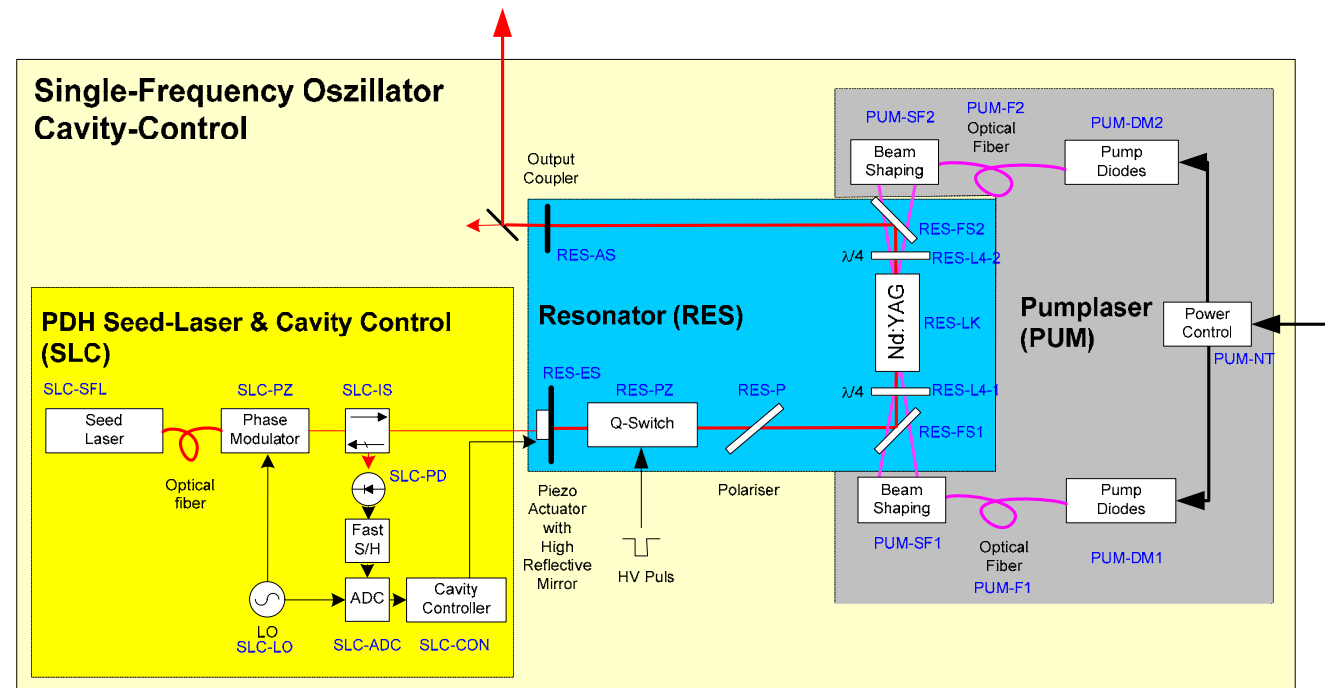 Single-Frequency Oszillator
Cavity-Control
Output
Coupler
RES-AS
PUM-SF2
Beam
Shaping
PUM-F2
Optical
Fiber
PUM-DM2
Pump
Diodes
RES-FS2
λ/4
RES-L4-2
Nd:YAG
RES-LK
λ/4
RES-L4-1
RES-FS1
Resonator (RES)
Pumplaser
(PUM)
Power
Control
PUM-NT
PDH Seed-Laser & Cavity Control
(SLC)
SLC-SFL
Seed
Laser
Optical
fiber
SLC-PZ
Phase
Modulator
SLC-IS
SLC-PD
Fast
S/H
ADC
SLC-ADC
LO
SLC-LO
Cavity
Controller
SLC-CON
RES-ES
Piezo
Actuator
with
High
Reflective
Mirror
RES-PZ
Q-Switch
HV Puls
RES-P
Polariser
Beam
Shaping
PUM-SF1
Optical
Fiber
PUM-F1
Pump
Diodes
PUM-DM1